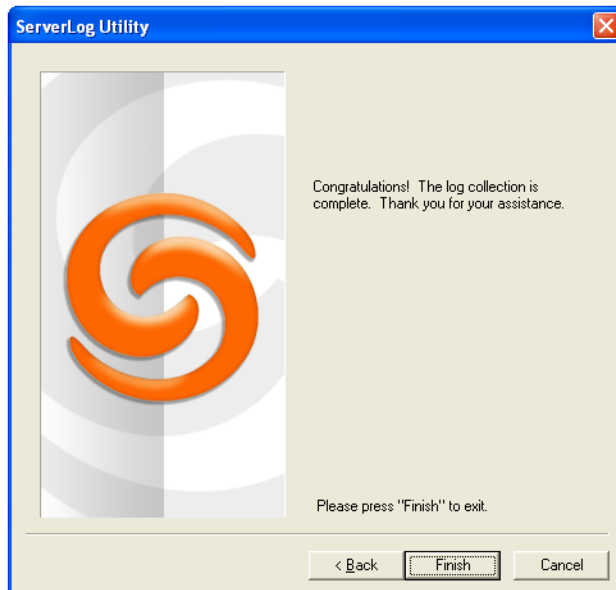 ServerLog Utility
Congratulations!  The log collection is
complete.  Thank you for your assistance.
Please press "Finish" to exit.
< Back
Finish
Cancel